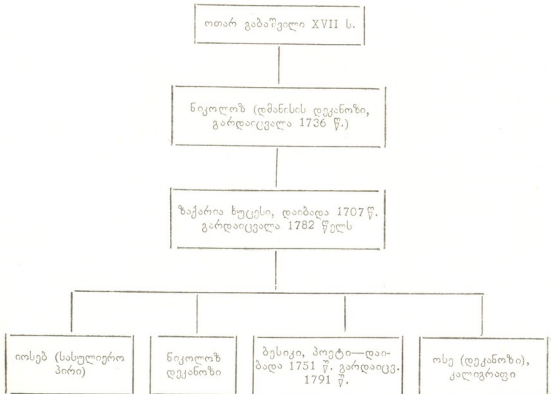 ოთარ გაბაშვილი XVII ს.
ნიკოლოზ (დმანისის დეკანოზი,
გარდაიცვალა 1736 წ.)
ზაქარია ხუცესი, დაიბადა 1707 წ.
გარდაიცვალა 1782 წელს
იოსებ (სასულიერო
პირი)
ნიკოლოზ
დეკანოზი
ბესიკი, პოეტი—დაი-
ბადა 1751 წ. გარდაიცვ.
1791 წ.
ოსე (დეკანოზი),
კალიგრაფი